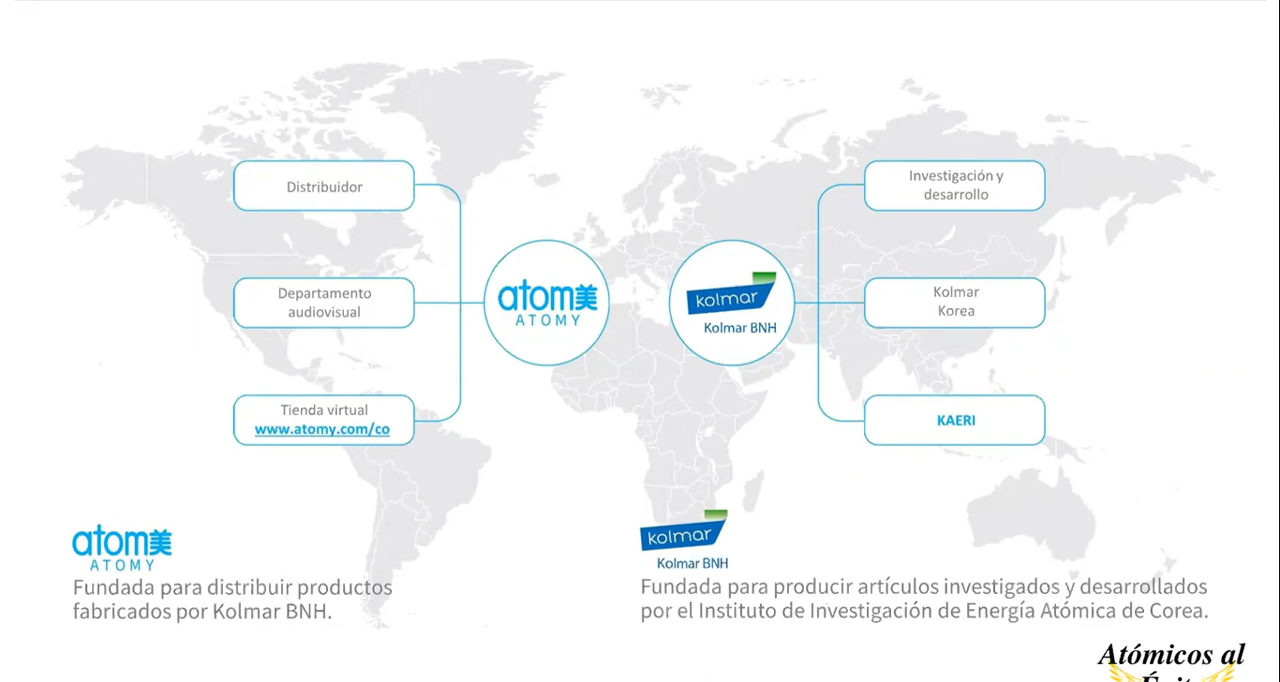 Distribuidor
Departamento
audiovisual
Tienda virtual
www.atomy.com/co
atom美
ATOMY
kolmar
Kolmar BNH
Investigación y
desarrollo
Kolmar
Korea
KAERI
atom美
ATOMY
Fundada para distribuir productos
fabricados por Kolmar BNH.
kolmar
Kolmar BNH
Fundada para producir artículos investigados y desarrollados
por el Instituto de Investigación de Energía Atómica de Corea.
Atómicos al